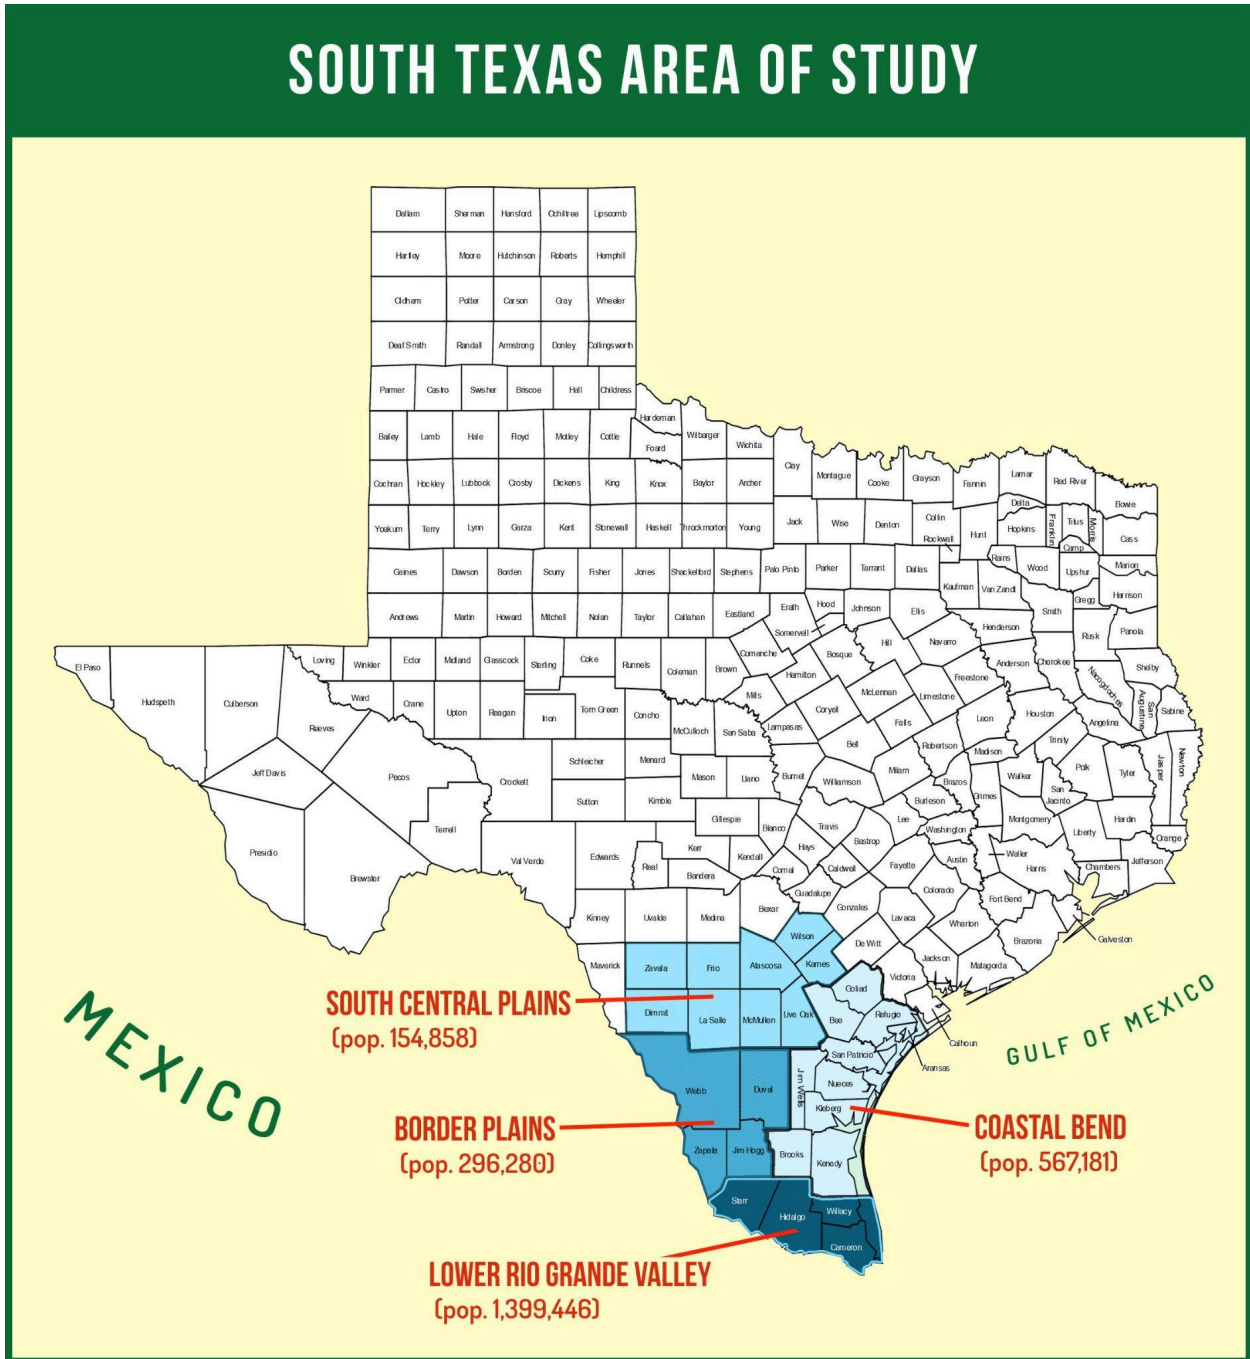 SOUTH TEXAS AREA OF STUDY
Dallam Sherman Hansford Ochiltree Lipscomb
Hartley Moore Hutchinson Roberts Hemphill
Oldham Potter Carson Gray Wheeler
Deaf Smith Randall Armstrong Donley Collingsworth
Parmer Castro Swisher Briscoe Hall Childress
Hardeman
Bailey Lamb Hale Floyd Motley Cottle Foard Wilbarger Wichita
Clay Montague Cooke Grayson Fannin Lamar Red River Bowie
Cochran Hockley Lubbock Crosby Dickens King Knox Baylor Archer
Delta
Yoakum Terry Lynn Garza Kent Stonewall Haskell Throckmorton Young Jack Wise Denton Collin Rockwall Hunt Hopkins Franklin Titus Morris Camp Cass
Gaines Dawson Borden Scurry Fisher Jones Shackelford Stephens Palo Pinto Parker Tarrant Dallas Kaufman Rains Van Zandt Wood Upshur Marion
Gregg Harrison
Andrews Martin Howard Mitchell Nolan Taylor Callahan Eastland Erath Hood Somervell Johnson Ellis Henderson Smith Rusk Panola
El Paso Hudspeth Culberson Reeves Loving Winkler Ector Midland Glasscock Sterling Coke Runnels Coleman Brown Comanche Hamilton Bosque Hill Navarro Freestone Anderson Cherokee Nacogdoches Shelby
Ward Crane Upton Reagan Irion Tom Green Concho McCulloch San Saba Mills Lampasas Coryell McLennan Limestone Falls Leon Houston Angelina San Augustine Sabine
Jeff Davis Pecos Crockett Schleicher Menard Mason Llano Burnet Bell Williamson Milam Robertson Madison Brazos Trinity Walker Polk Tyler Jasper Newton
Sutton Kimble Gillespie Blanco Travis Lee Burleson Grimes San Jacinto Montgomery Liberty Hardin Orange
Presidio Brewster Terrell Val Verde Edwards Real Kerr Bandera Kendall Comal Hays Caldwell Bastrop Washington Fayette Austin Waller Harris Chambers Jefferson
Kinney Uvalde Medina Bexar Guadalupe Gonzales Lavaca Colorado Wharton Fort Bend Brazoria Galveston
Maverick Zavala Frio Atascosa Wilson Karnes De Witt Victoria Jackson Matagorda
Dimmit La Salle McMullen Live Oak Bee Goliad Refugio Calhoun
San Patricio Aransas
Webb Duval Jim Wells Nueces Kleberg
Zapata Jim Hogg Brooks Kenedy
Starr Hidalgo Willacy Cameron
MEXICO
GULF OF MEXICO
SOUTH CENTRAL PLAINS
(pop. 154,858)
BORDER PLAINS
(pop. 296,280)
COASTAL BEND
(pop. 567,181)
LOWER RIO GRANDE VALLEY
(pop. 1,399,446)